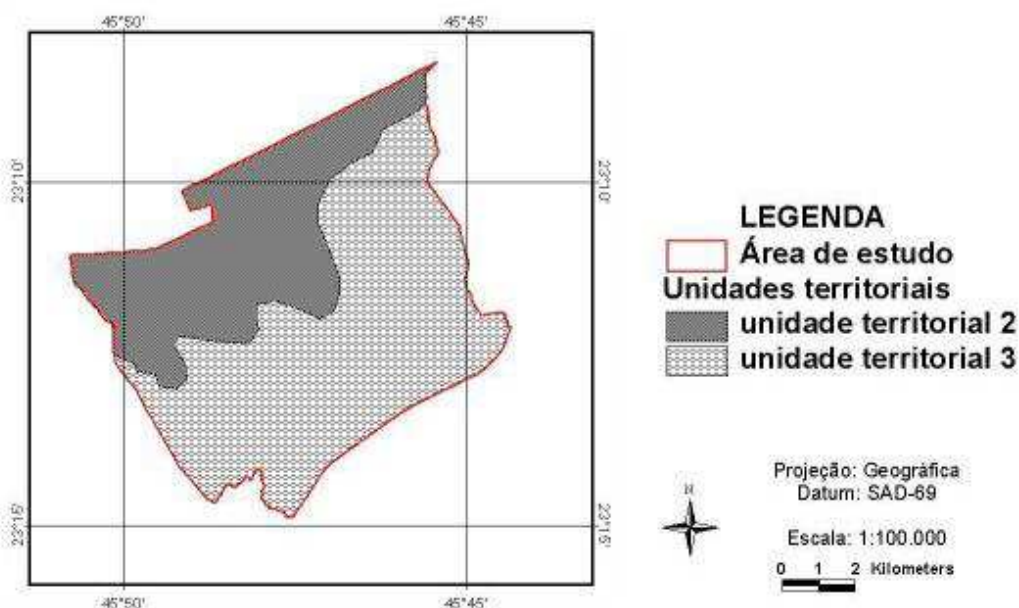 45°50' 45°45'
23°10' 23°10'
LEGENDA
Área de estudo
Unidades territoriais
unidade territorial 2
unidade territorial 3
N
Projeção: Geográfica
Datum: SAD-69
Escala: 1:100.000
0 1 2 Kilometers
23°15' 23°15'
45°50' 45°45'